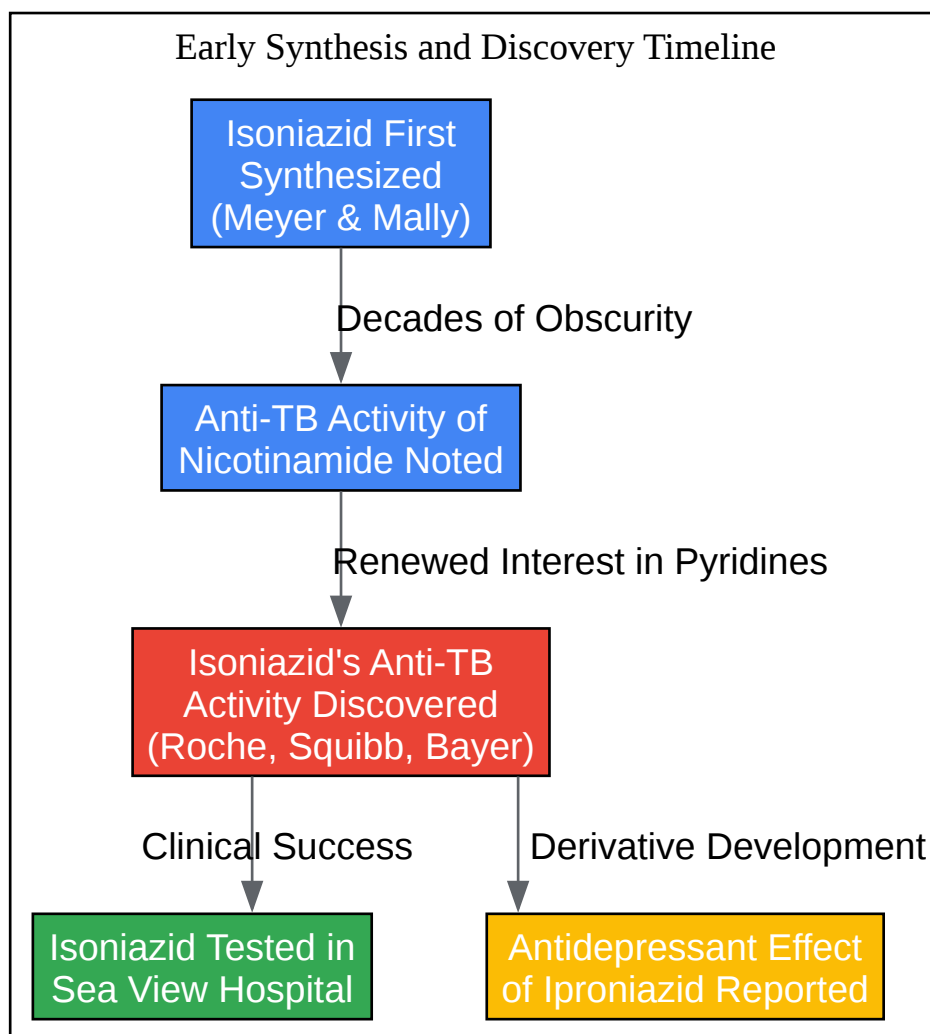 Early Synthesis and Discovery Timeline
Isoniazid First
Synthesized
(Meyer & Mally)
Decades of Obscurity
Anti-TB Activity of
Nicotinamide Noted
Renewed Interest in Pyridines
Isoniazid's Anti-TB
Activity Discovered
(Roche, Squibb, Bayer)
Clinical Success
Derivative Development
Isoniazid Tested in
Sea View Hospital
Antidepressant Effect
of Iproniazid Reported